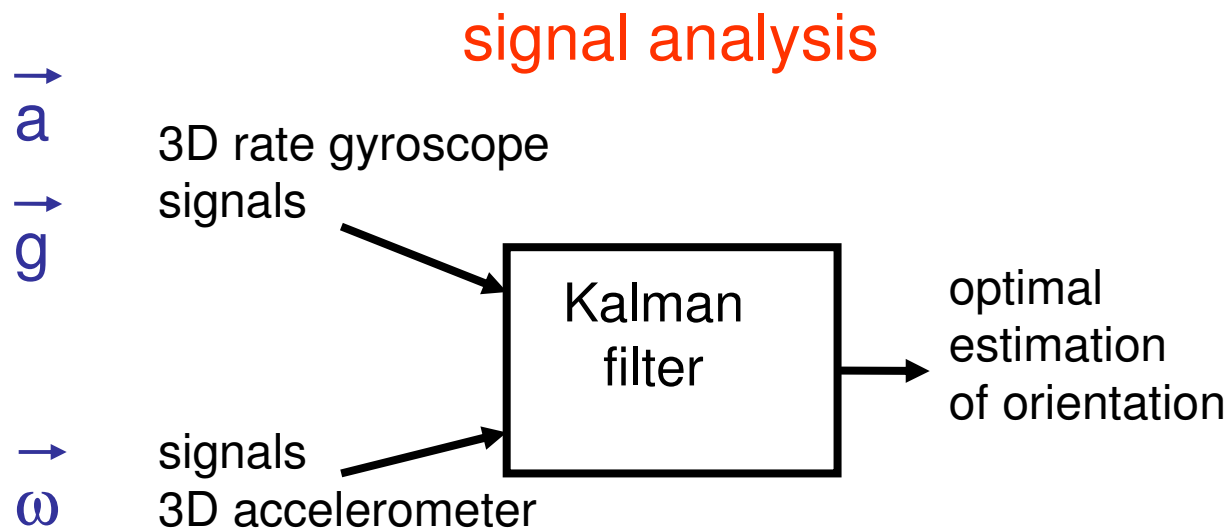 signal analysis
a
3D rate gyroscope
signals
g
Kalman
filter
optimal
estimation
of orientation
signals
3D accelerometer
ω